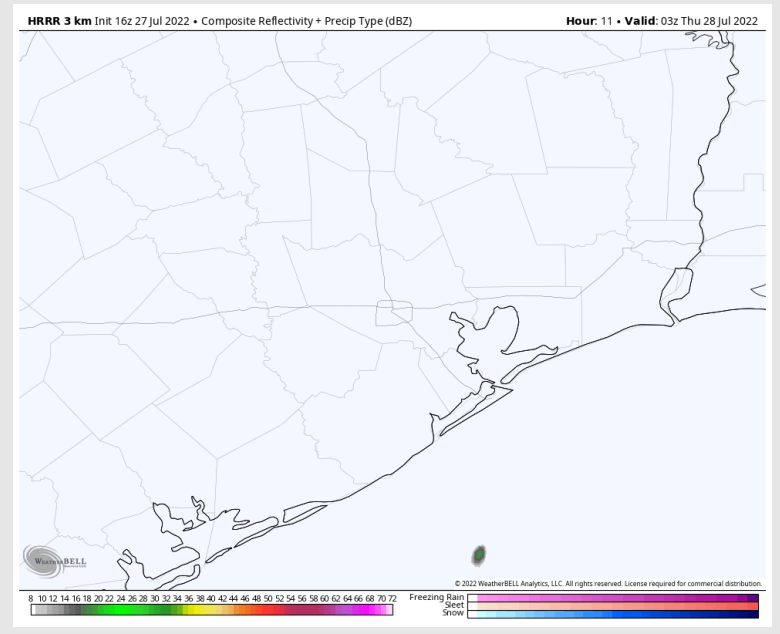 HRRR 3 km Init 16z 27 Jul 2022 • Composite Reflectivity + Precip Type (dBZ) Hour: 11 • Valid: 03z Thu 28 Jul 2022
WEATHERBELL
© 2022 WeatherBELL Analytics, LLC. All rights reserved. License required for commercial distribution.
8 10 12 14 16 18 20 22 24 26 28 30 32 34 36 38 40 42 44 46 48 50 52 54 56 58 60 62 64 66 68 70 72
Freezing Rain
Sleet
Snow